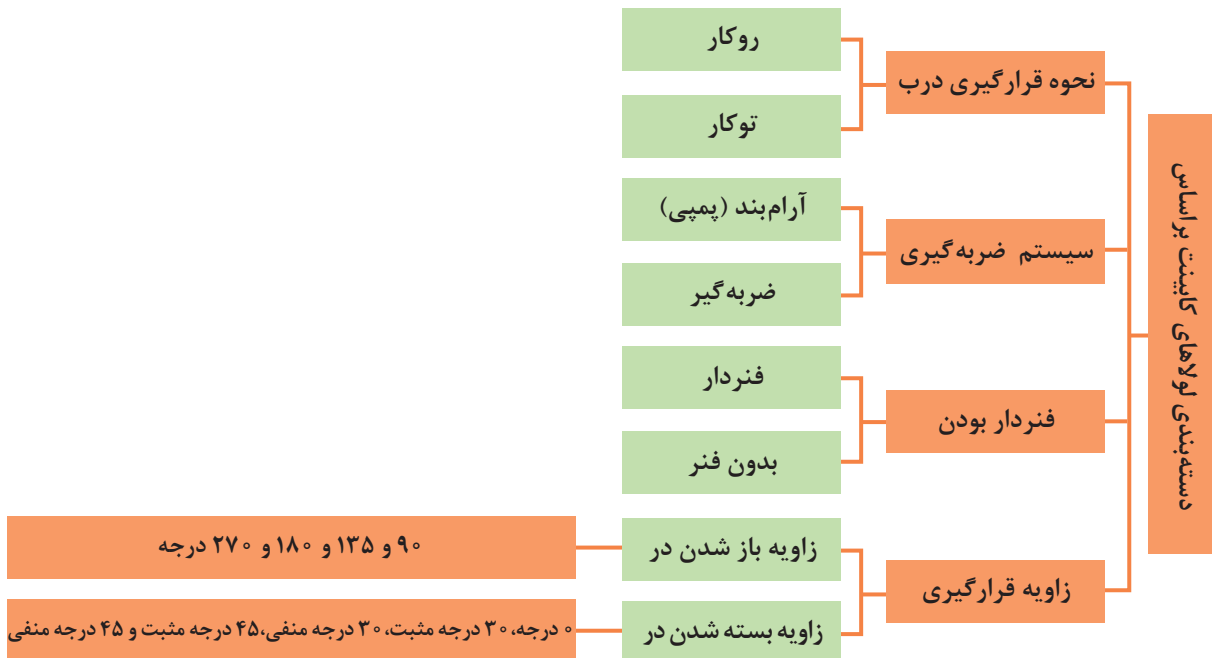 دسته‌بندی لولاهای کابینت براساس
نحوه قرارگیری درب
روکار
توکار
سیستم ضربه‌گیری
آرام‌بند (پمپی)
ضربه‌گیر
فنردار بودن
فنردار
بدون فنر
زاویه قرارگیری
زاویه باز شدن در
۹۰ و ۱۳۵ و ۱۸۰ و ۲۷۰ درجه
زاویه بسته شدن در
۰ درجه، ۳۰ درجه مثبت، ۳۰ درجه منفی، ۴۵ درجه مثبت و ۴۵ درجه منفی